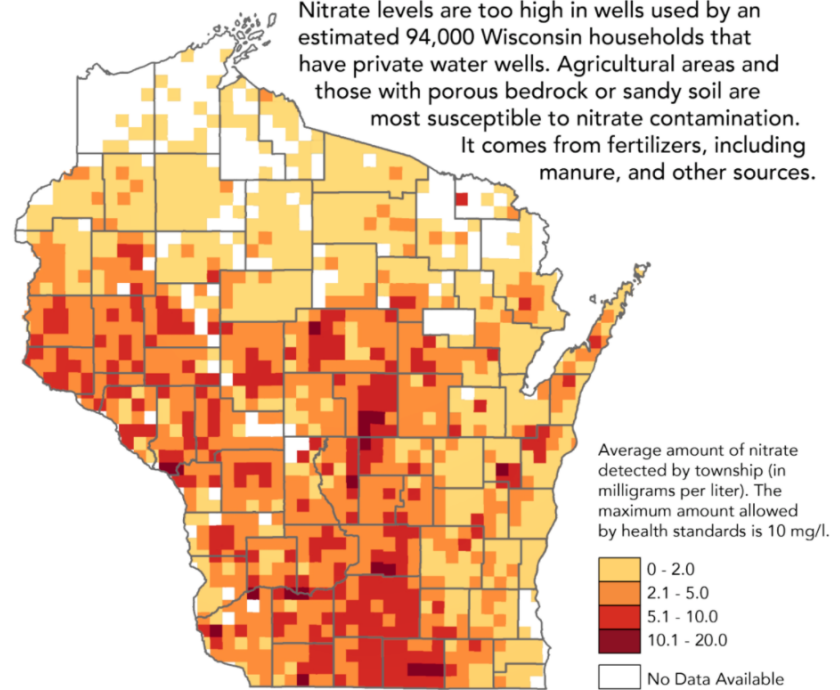 Nitrate levels are too high in wells used by an
estimated 94,000 Wisconsin households that
have private water wells. Agricultural areas and
those with porous bedrock or sandy soil are
most susceptible to nitrate contamination.
It comes from fertilizers, including
manure, and other sources.
Average amount of nitrate
detected by township (in
milligrams per liter). The
maximum amount allowed
by health standards is 10 mg/l.
0 - 2.0
2.1 - 5.0
5.1 - 10.0
10.1 - 20.0
No Data Available